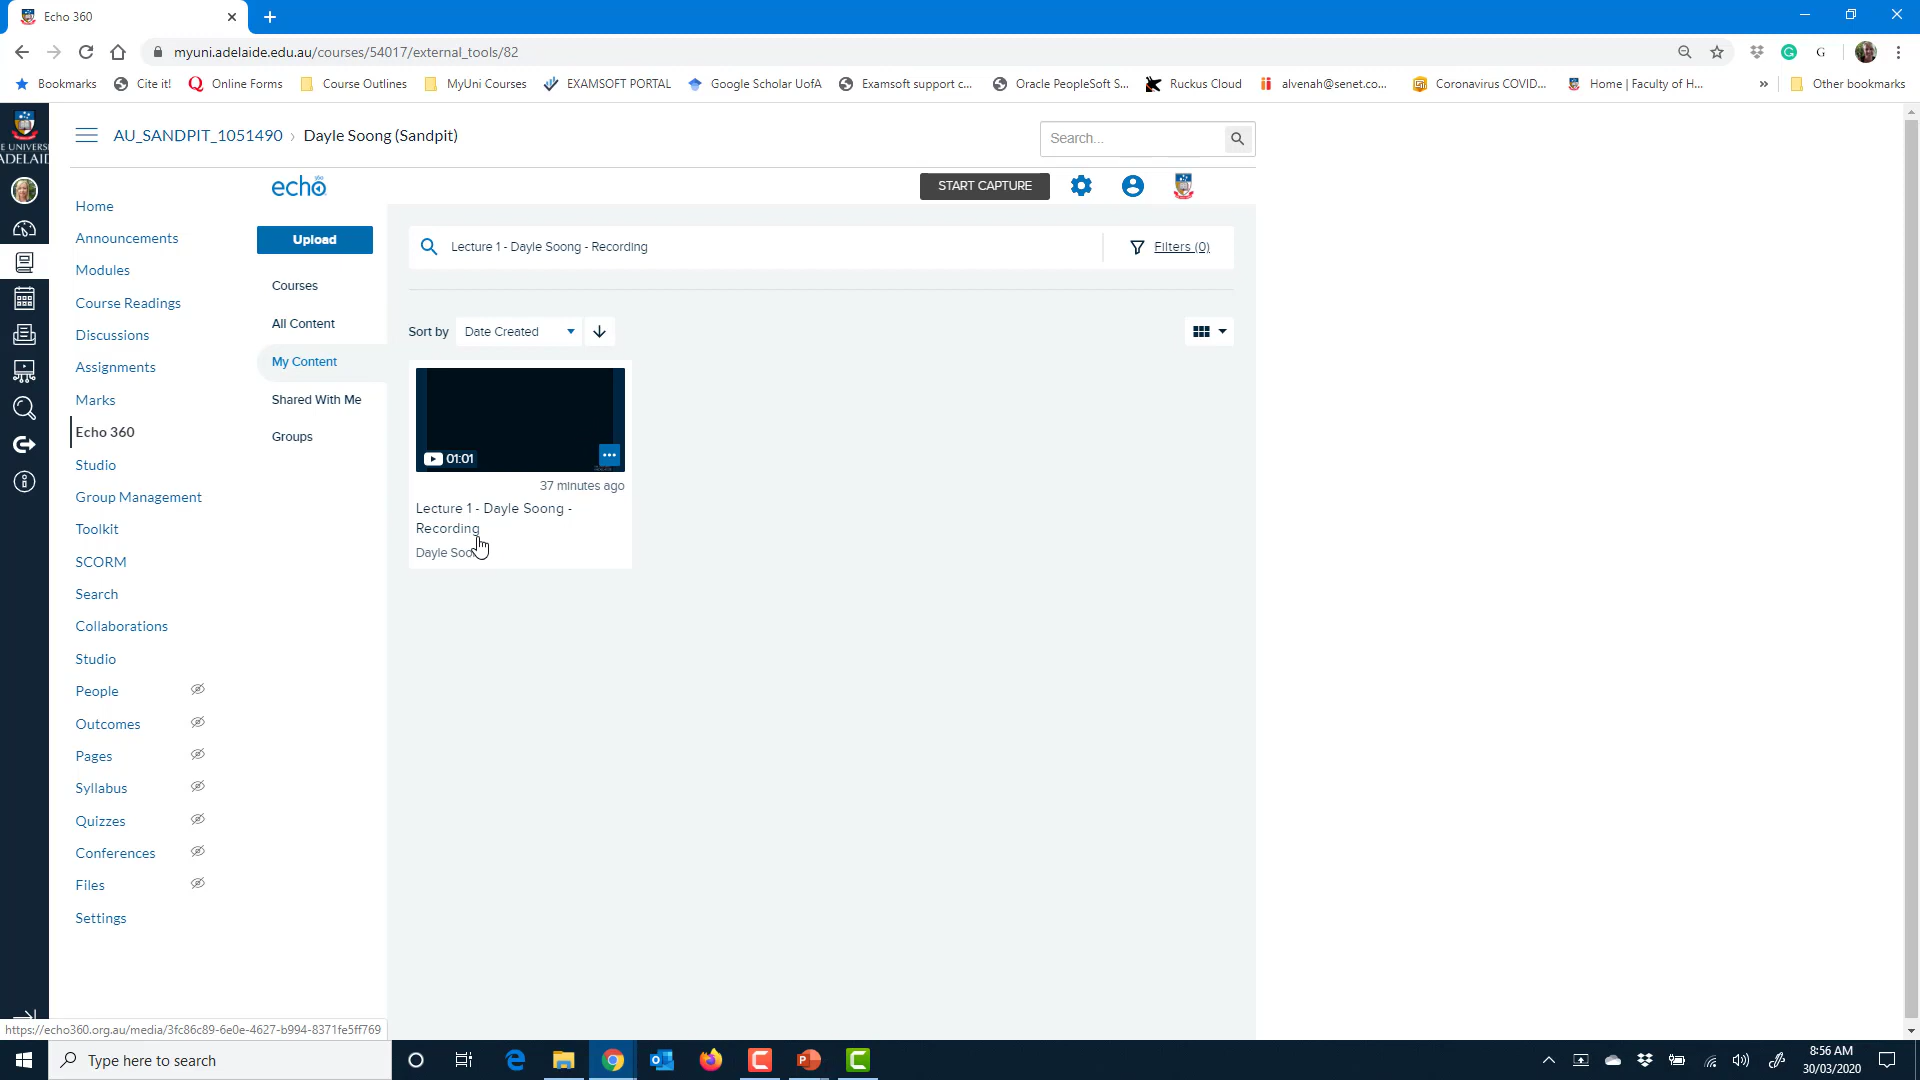 Echo 360
myuni.adelaide.edu.au/courses/54017/external_tools/82
G
Bookmarks
Cite it!
Online Forms
Course Outlines
MyUni Courses
EXAMSOFT PORTAL
Google Scholar UofA
Examsoft support c...
Oracle PeopleSoft S...
Ruckus Cloud
alvenah@senet.co...
Coronavirus COVID...
Home | Faculty of H...
»
Other bookmarks
AU_SANDPIT_1051490 › Dayle Soong (Sandpit)
Search...
echo
START CAPTURE
Home
Announcements
Modules
Course Readings
Discussions
Assignments
Marks
Echo 360
Studio
Group Management
Toolkit
SCORM
Search
Collaborations
Studio
People
Outcomes
Pages
Syllabus
Quizzes
Conferences
Files
Settings
Upload
Courses
All Content
My Content
Shared With Me
Groups
Lecture 1 - Dayle Soong - Recording
Filters (0)
Sort by
Date Created
01:01
37 minutes ago
Lecture 1 - Dayle Soong -
Recording
Dayle
https://echo360.org.au/media/3fc86c89-6e0e-4627-b994-8371fe5ff769
Type here to search
8:56 AM
30/03/2020